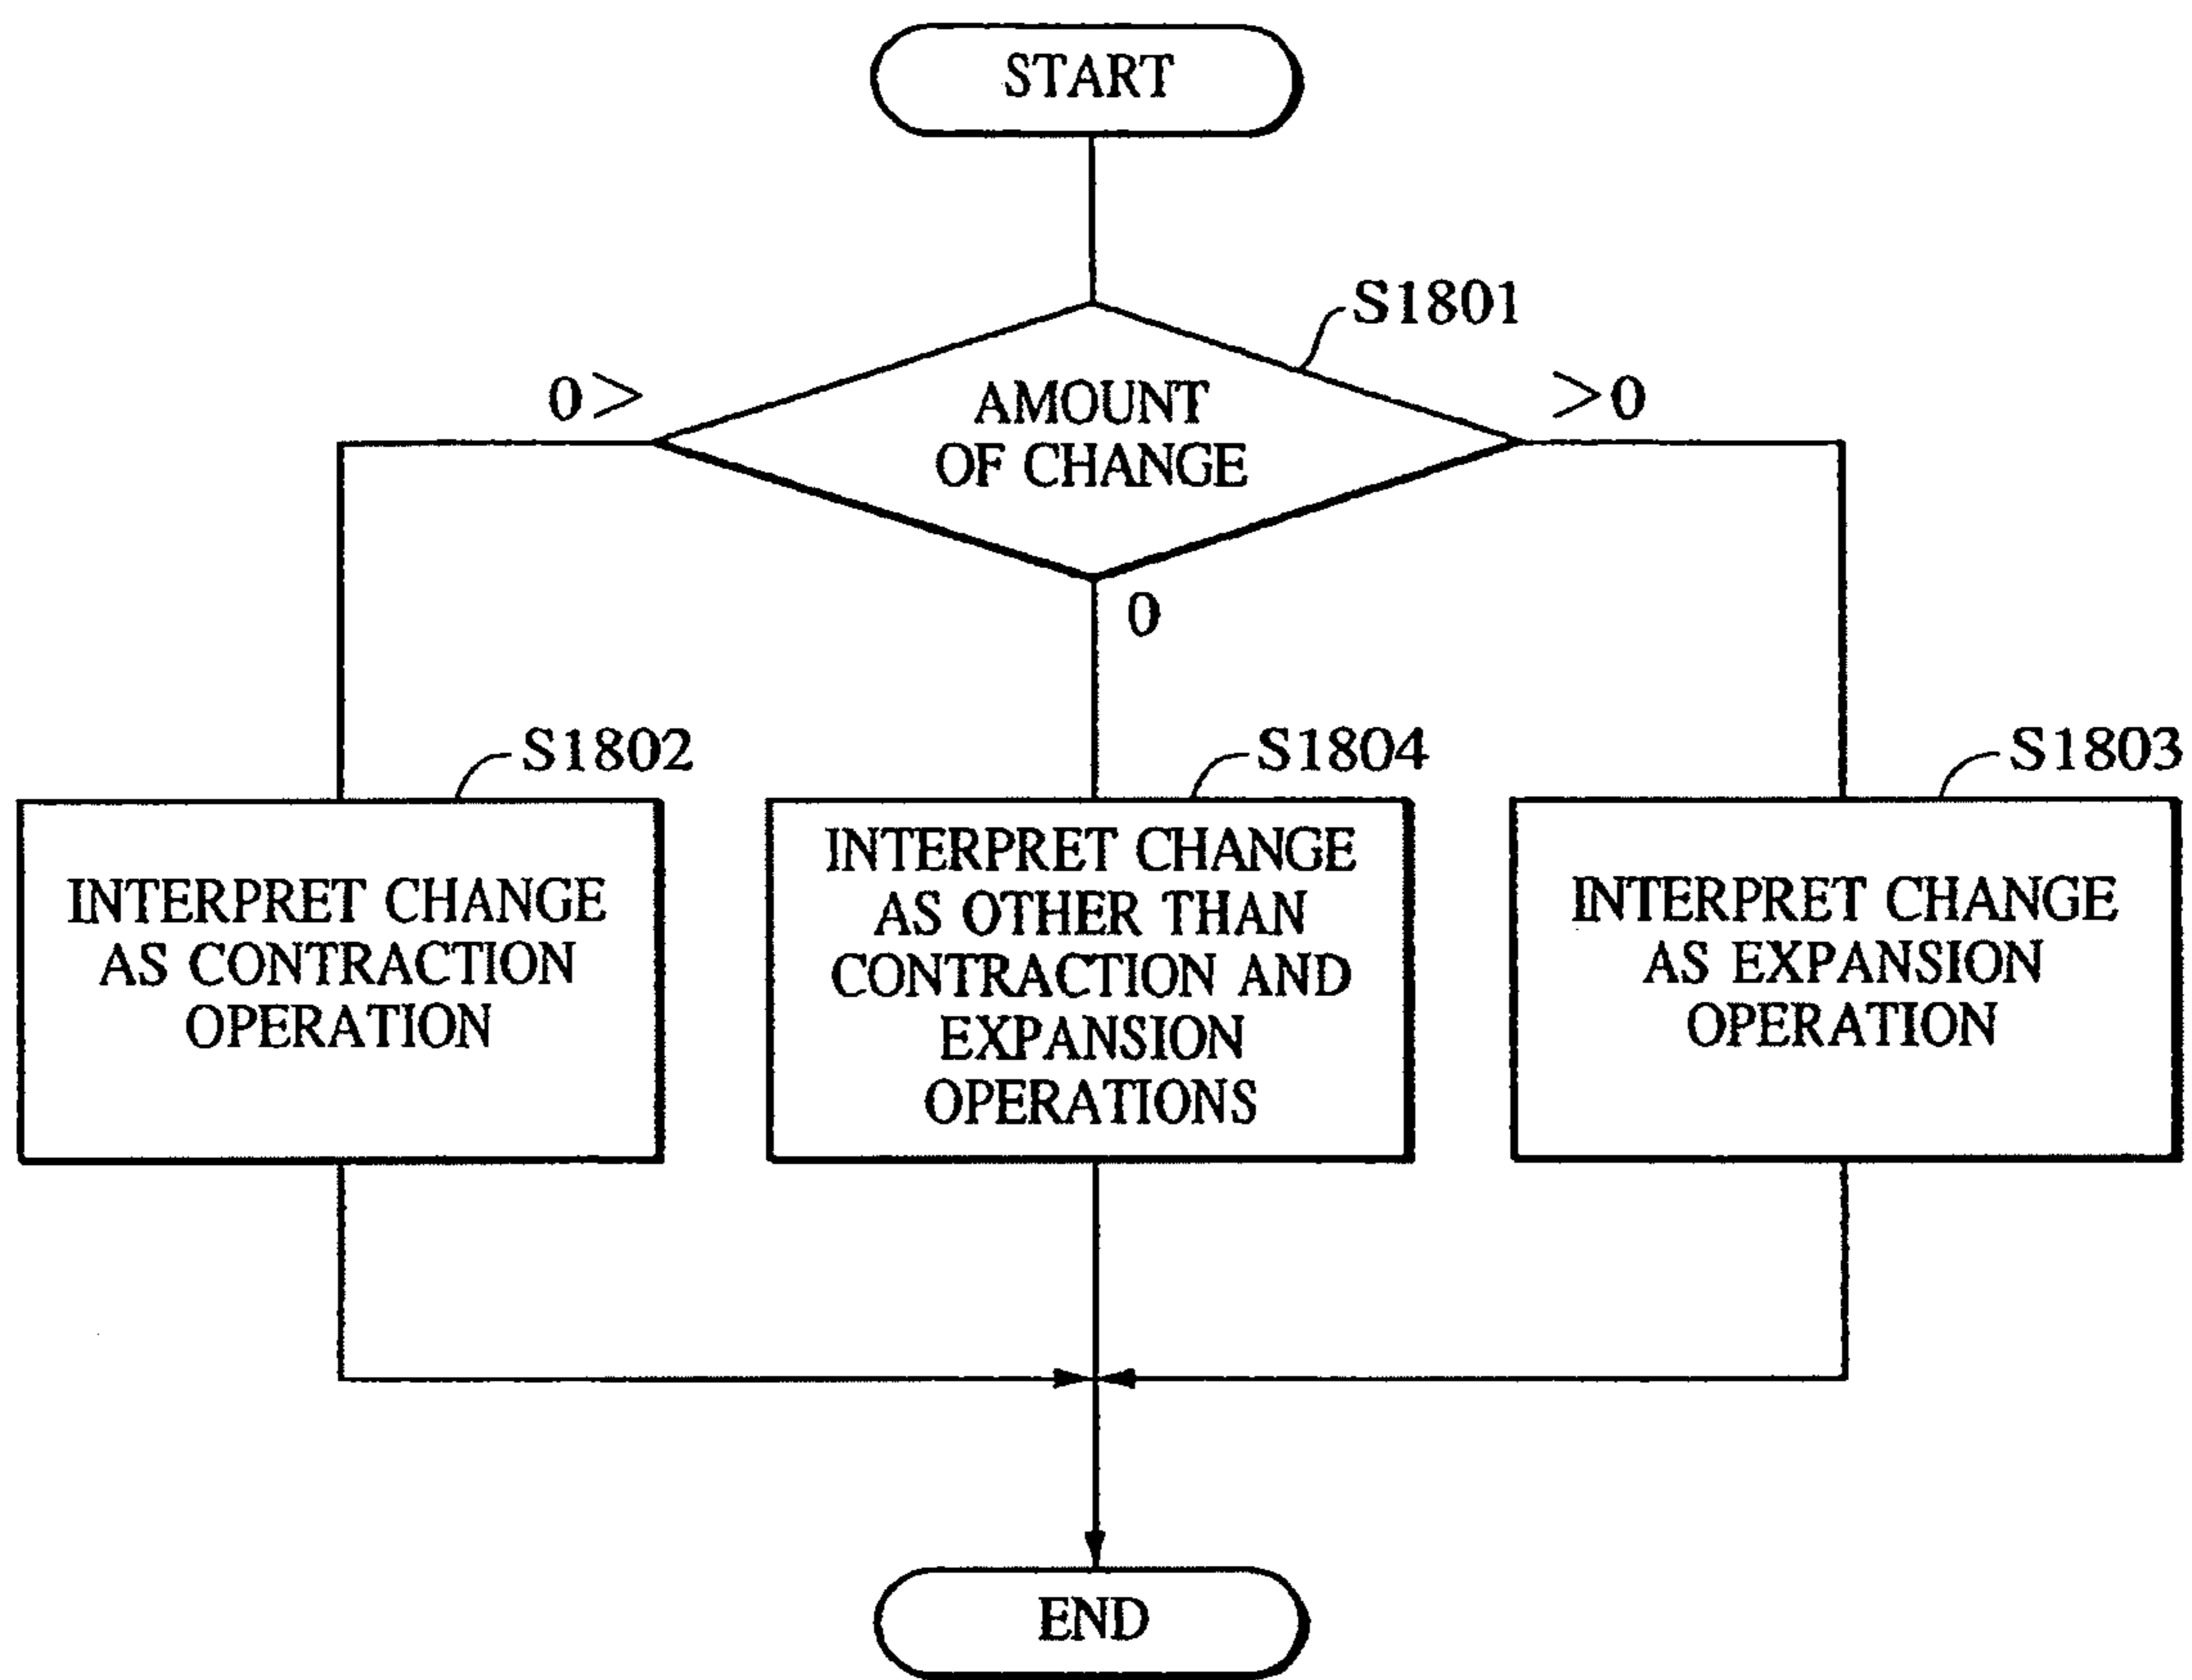 START
S1801
0>
AMOUNT
OF CHANGE
>0
0
S1802
INTERPRET CHANGE
AS CONTRACTION
OPERATION
S1804
INTERPRET CHANGE
AS OTHER THAN
CONTRACTION AND
EXPANSION
OPERATIONS
S1803
INTERPRET CHANGE
AS EXPANSION
OPERATION
END